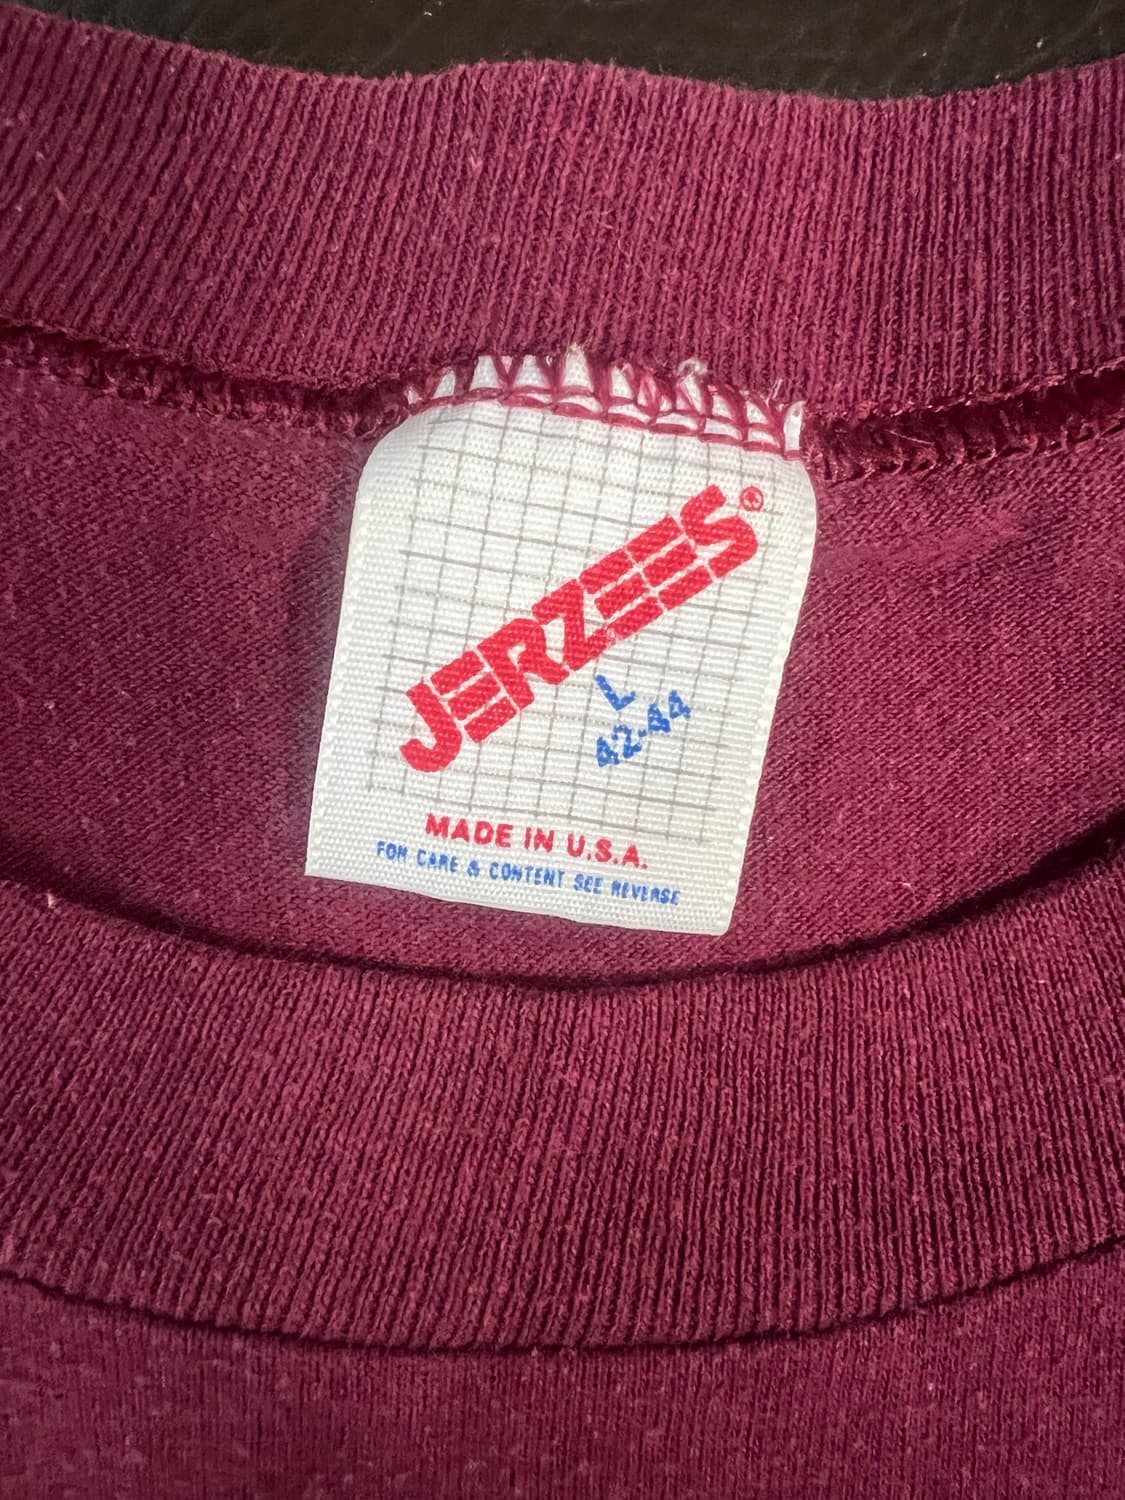 JERZEES®
L
42-44
MADE IN U.S.A.
FOR CARE & CONTENT SEE REVERSE